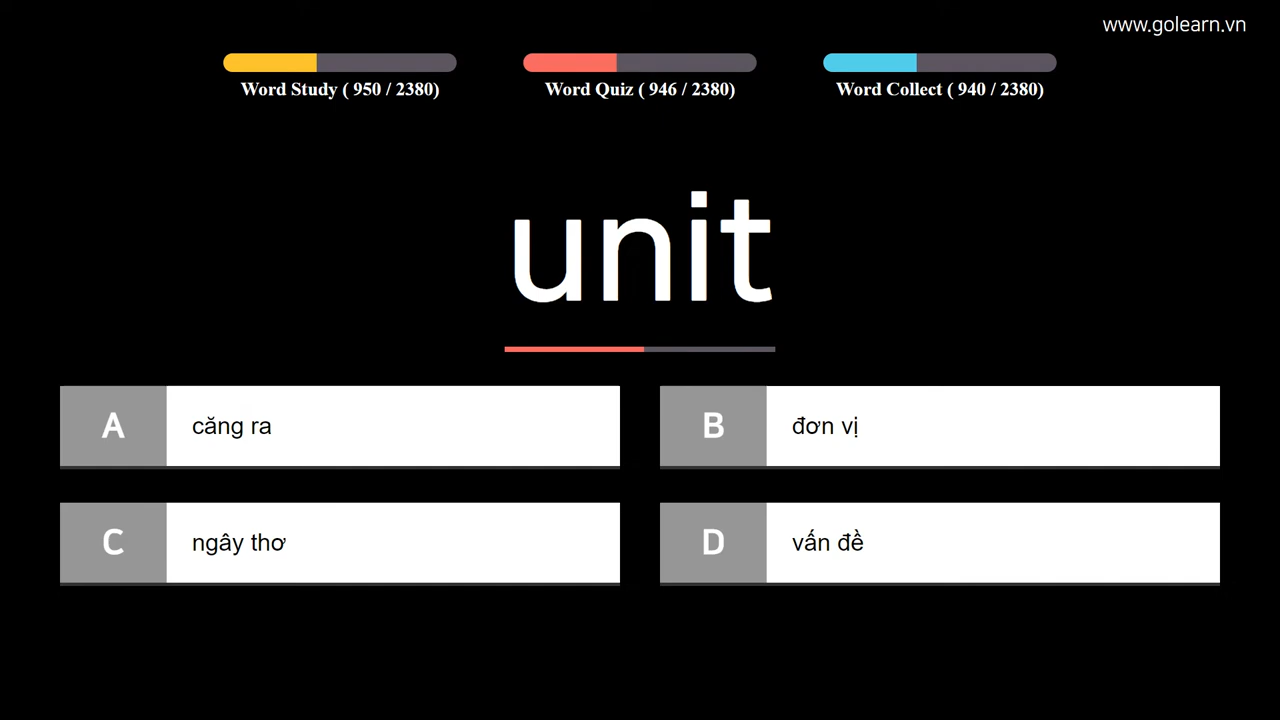 www.golearn.vn
Word Study ( 950 / 2380)
Word Quiz ( 946 / 2380)
Word Collect ( 940 / 2380)
unit
A căng ra
B đơn vị
C ngây thơ
D vấn đề